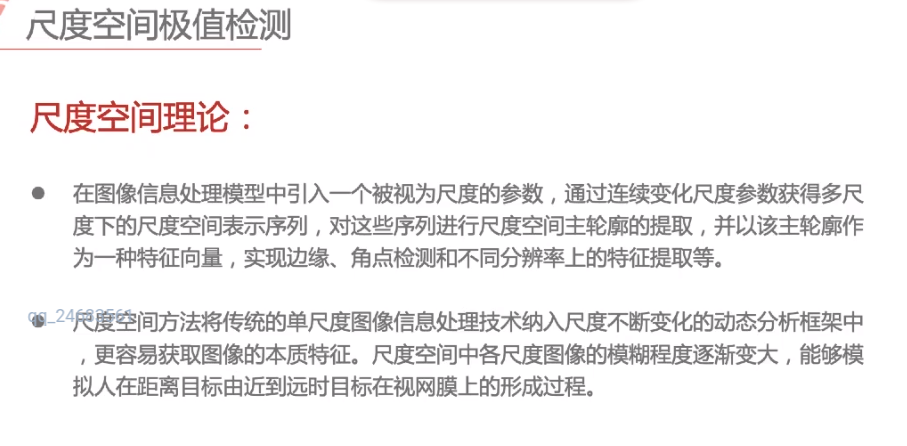 尺度空间极值检测
尺度空间理论：
● 在图像信息处理模型中引入一个被视为尺度的参数，通过连续变化尺度参数获得多尺
度下的尺度空间表示序列，对这些序列进行尺度空间主轮廓的提取，并以该主轮廓作
为一种特征向量，实现边缘、角点检测和不同分辨率上的特征提取等。
qq_24683561
● 尺度空间方法将传统的单尺度图像信息处理技术纳入尺度不断变化的动态分析框架中
，更容易获取图像的本质特征。尺度空间中各尺度图像的模糊程度逐渐变大，能够模
拟人在距离目标由近到远时目标在视网膜上的形成过程。